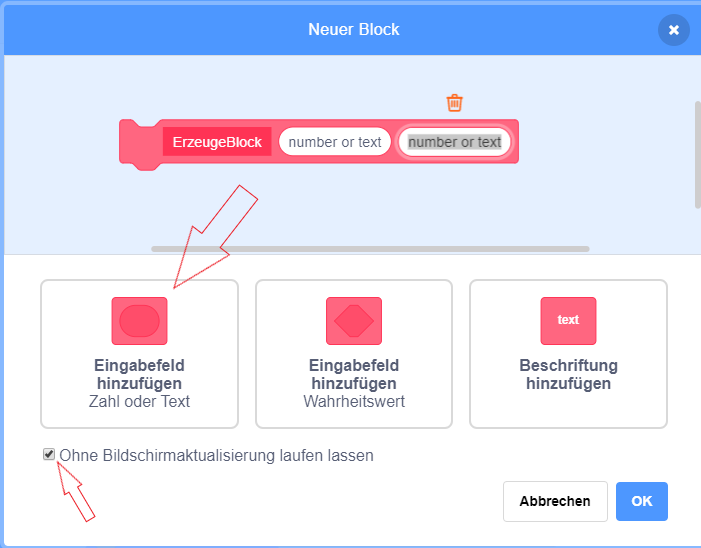 Neuer Block
ErzeugeBlock number or text number or text
Eingabefeld
hinzufügen
Zahl oder Text
Eingabefeld
hinzufügen
Wahrheitswert
text
Beschriftung
hinzufügen
Ohne Bildschirmaktualisierung laufen lassen
Abbrechen OK